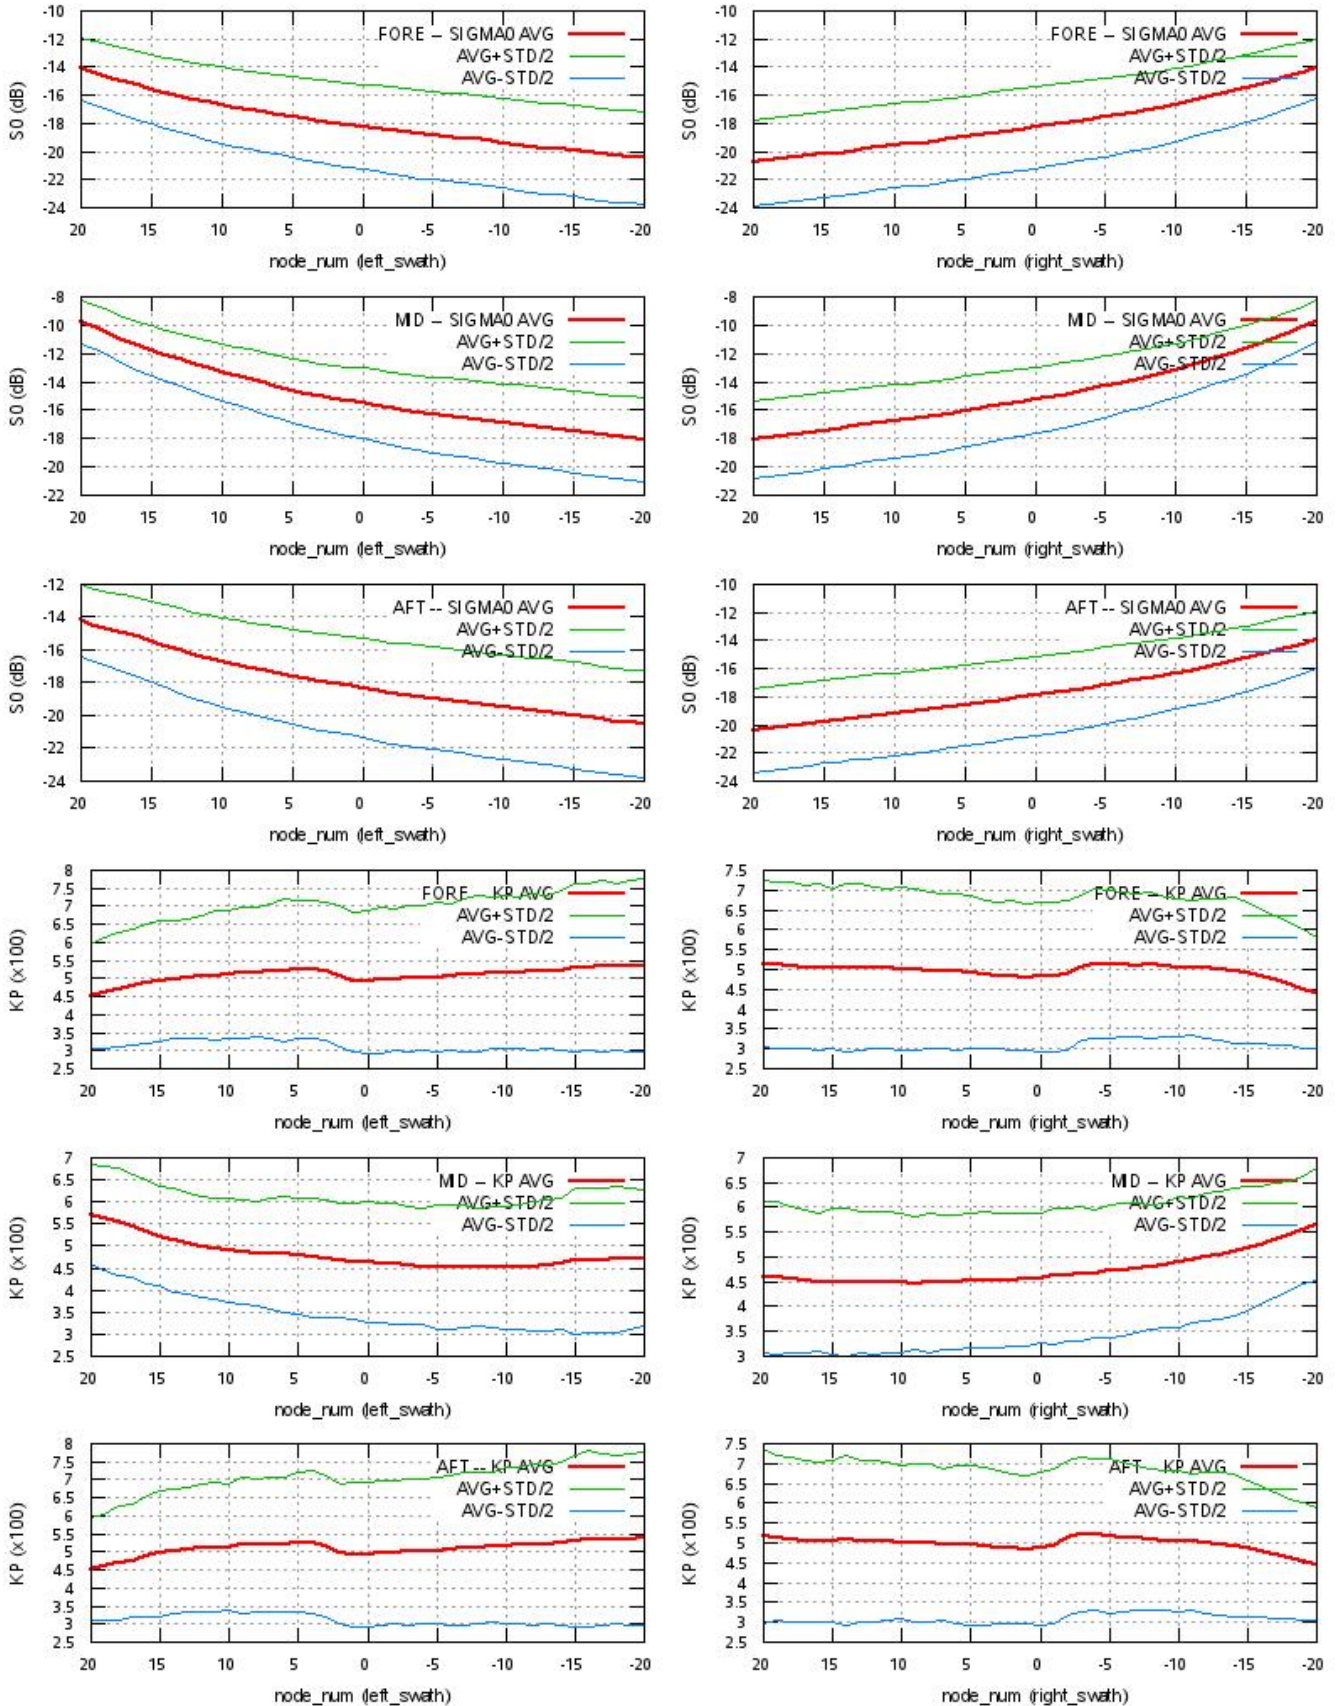 S0 (dB)
-10
-12
-14
-16
-18
-20
-22
-24
FORE – SIGMA0 AVG
AVG+STD/2
AVG-STD/2
20 15 10 5 0 -5 -10 -15 -20
node_num (left_swath)
S0 (dB)
-10
-12
-14
-16
-18
-20
-22
-24
FORE – SIGMA0 AVG
AVG+STD/2
AVG-STD/2
20 15 10 5 0 -5 -10 -15 -20
node_num (right_swath)
S0 (dB)
-8
-10
-12
-14
-16
-18
-20
-22
MID – SIGMA0 AVG
AVG+STD/2
AVG-STD/2
20 15 10 5 0 -5 -10 -15 -20
node_num (left_swath)
S0 (dB)
-8
-10
-12
-14
-16
-18
-20
-22
MID – SIGMA0 AVG
AVG+STD/2
AVG-STD/2
20 15 10 5 0 -5 -10 -15 -20
node_num (right_swath)
S0 (dB)
-12
-14
-16
-18
-20
-22
-24
AFT -- SIGMA0 AVG
AVG+STD/2
AVG-STD/2
20 15 10 5 0 -5 -10 -15 -20
node_num (left_swath)
S0 (dB)
-10
-12
-14
-16
-18
-20
-22
-24
AFT -- SIGMA0 AVG
AVG+STD/2
AVG-STD/2
20 15 10 5 0 -5 -10 -15 -20
node_num (right_swath)
KP (x100)
8
7.5
7
6.5
6
5.5
5
4.5
4
3.5
3
2.5
FORE – KP AVG
AVG+STD/2
AVG-STD/2
20 15 10 5 0 -5 -10 -15 -20
node_num (left_swath)
KP (x100)
7.5
7
6.5
6
5.5
5
4.5
4
3.5
3
2.5
FORE – KP AVG
AVG+STD/2
AVG-STD/2
20 15 10 5 0 -5 -10 -15 -20
node_num (right_swath)
KP (x100)
7
6.5
6
5.5
5
4.5
4
3.5
3
2.5
MID – KP AVG
AVG+STD/2
AVG-STD/2
20 15 10 5 0 -5 -10 -15 -20
node_num (left_swath)
KP (x100)
7
6.5
6
5.5
5
4.5
4
3.5
3
MID – KP AVG
AVG+STD/2
AVG-STD/2
20 15 10 5 0 -5 -10 -15 -20
node_num (right_swath)
KP (x100)
8
7.5
7
6.5
6
5.5
5
4.5
4
3.5
3
2.5
AFT -- KP AVG
AVG+STD/2
AVG-STD/2
20 15 10 5 0 -5 -10 -15 -20
node_num (left_swath)
KP (x100)
7.5
7
6.5
6
5.5
5
4.5
4
3.5
3
2.5
AFT -- KP AVG
AVG+STD/2
AVG-STD/2
20 15 10 5 0 -5 -10 -15 -20
node_num (right_swath)